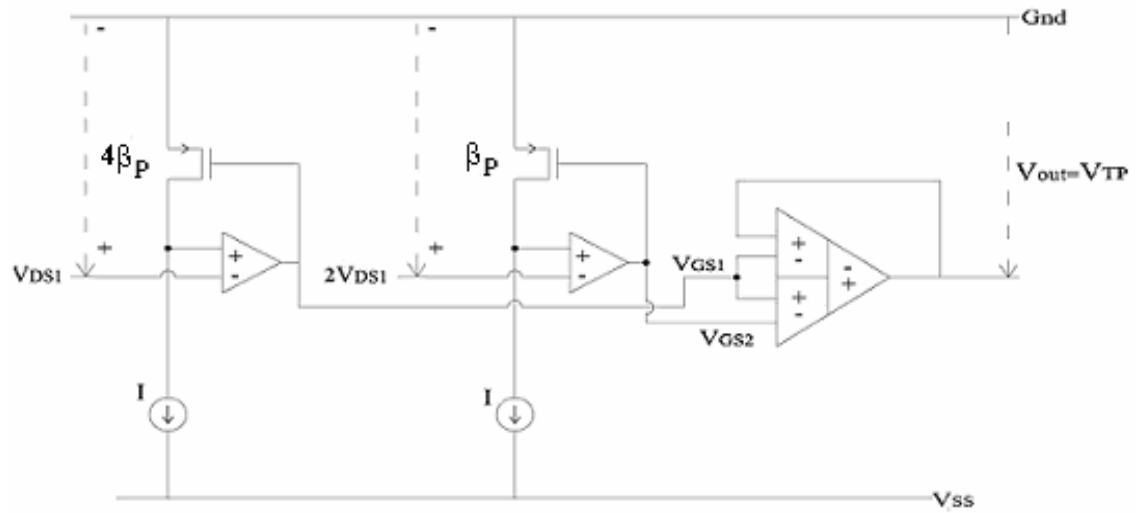 - - Gnd
4βP βP
Vout=VTP
+ + + -
+ - + - - +
VDS1 2VDS1 VGS1
+ -
VGS2
I I
VSS